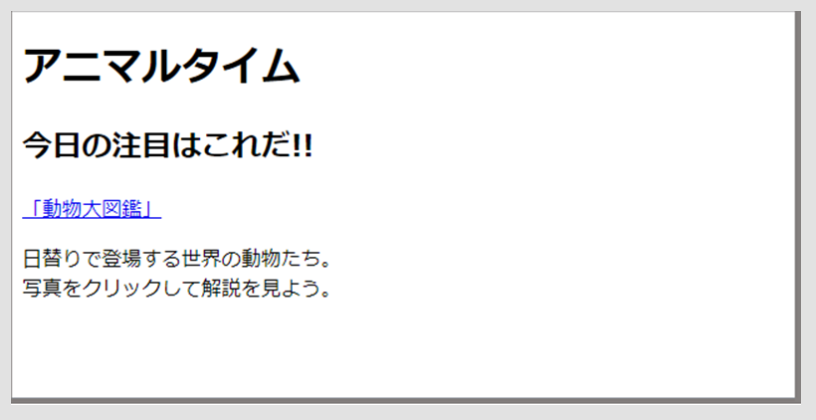 アニマルタイム
今日の注目はこれだ!!
「動物大図鑑」
日替りで登場する世界の動物たち。
写真をクリックして解説を見よう。